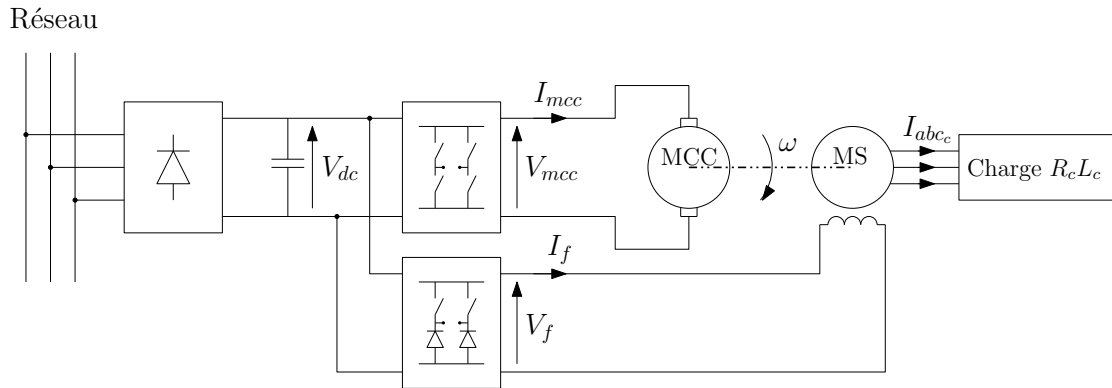 Réseau
V_dc
I_mcc
V_mcc
MCC
ω
MS
I_abc_c
Charge R_cL_c
I_f
V_f